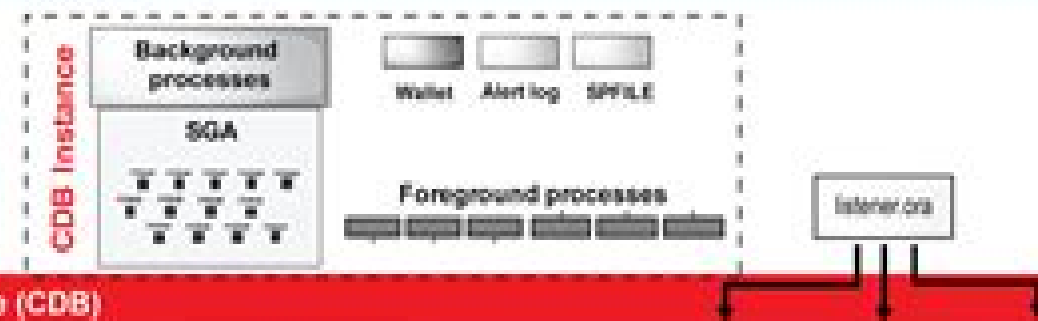 Background
processes
CDB Instance
SGA
Wallet Alert log SPFILE
Foreground processes
listener.ora
(CDB)